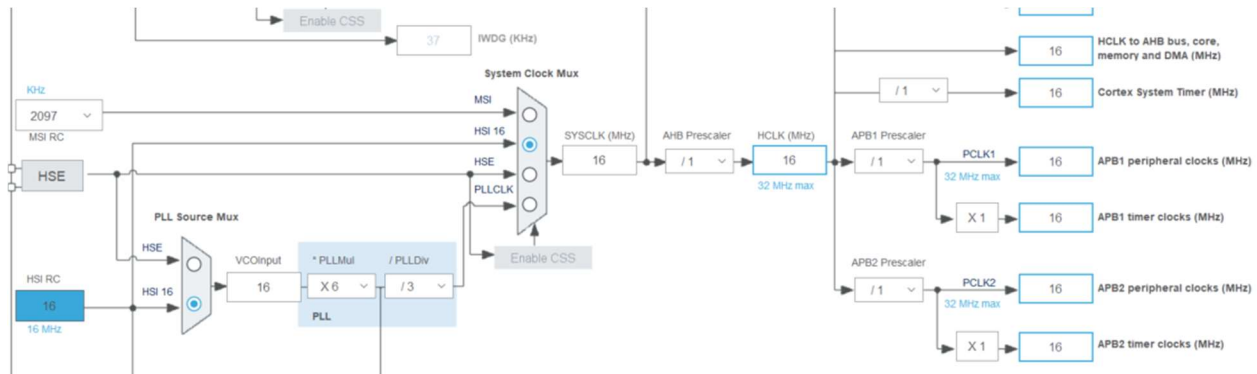 Enable CSS
37
IWDG (KHz)
16
HCLK to AHB bus, core,
memory and DMA (MHz)
System Clock Mux
KHz
2097
MSI RC
MSI
/ 1
16
Cortex System Timer (MHz)
HSI 16
SYSCLK (MHz)
AHB Prescaler
HCLK (MHz)
APB1 Prescaler
HSE
HSE
16
/ 1
16
32 MHz max
/ 1
PCLK1
32 MHz max
16
APB1 peripheral clocks (MHz)
PLLCLK
PLL Source Mux
X 1
16
APB1 timer clocks (MHz)
HSE
Enable CSS
VCOInput
* PLLMul
/ PLLDiv
APB2 Prescaler
HSI RC
16
16 MHz
HSI 16
16
X 6
/ 3
PLL
/ 1
PCLK2
32 MHz max
16
APB2 peripheral clocks (MHz)
X 1
16
APB2 timer clocks (MHz)